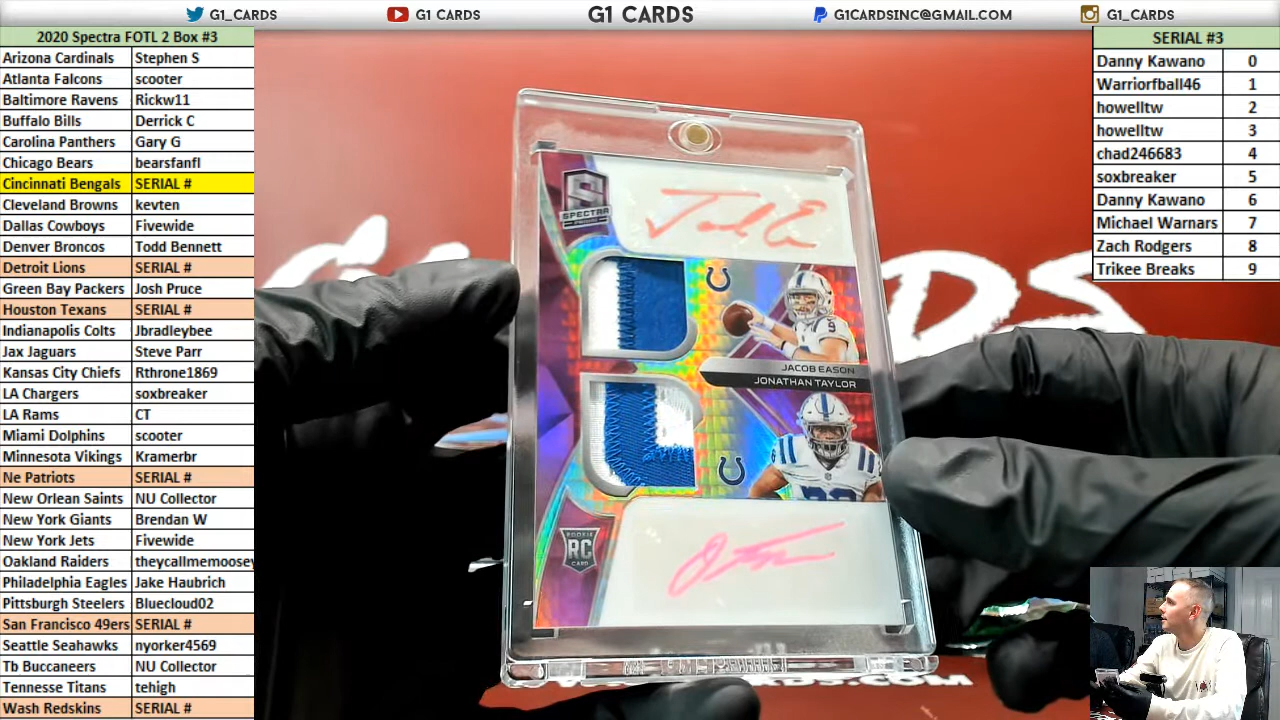 G1_CARDS
G1 CARDS
G1 CARDS
G1CARDSINC@GMAIL.COM
G1_CARDS
2020 Spectra FOTL 2 Box #3
Arizona Cardinals Stephen S
Atlanta Falcons scooter
Baltimore Ravens Rickw11
Buffalo Bills Derrick C
Carolina Panthers Gary G
Chicago Bears bearsfanfl
Cincinnati Bengals SERIAL #
Cleveland Browns kevten
Dallas Cowboys Fivewide
Denver Broncos Todd Bennett
Detroit Lions SERIAL #
Green Bay Packers Josh Pruce
Houston Texans SERIAL #
Indianapolis Colts Jbradleybee
Jax Jaguars Steve Parr
Kansas City Chiefs Rthrone1869
LA Chargers soxbreaker
LA Rams CT
Miami Dolphins scooter
Minnesota Vikings Kramerbr
Ne Patriots SERIAL #
New Orlean Saints NU Collector
New York Giants Brendan W
New York Jets Fivewide
Oakland Raiders theycallmemoosey
Philadelphia Eagles Jake Haubrich
Pittsburgh Steelers Bluecloud02
San Francisco 49ers SERIAL #
Seattle Seahawks nyorker4569
Tb Buccaneers NU Collector
Tennesse Titans tehigh
Wash Redskins SERIAL #
SERIAL #3
Danny Kawano 0
Warriorfball46 1
howelltw 2
howelltw 3
chad246683 4
soxbreaker 5
Danny Kawano 6
Michael Warnars 7
Zach Rodgers 8
Trikee Breaks 9
SPECTRA
JACOB EASON
JONATHAN TAYLOR
9
ROOKIE
RC
CARD
DS